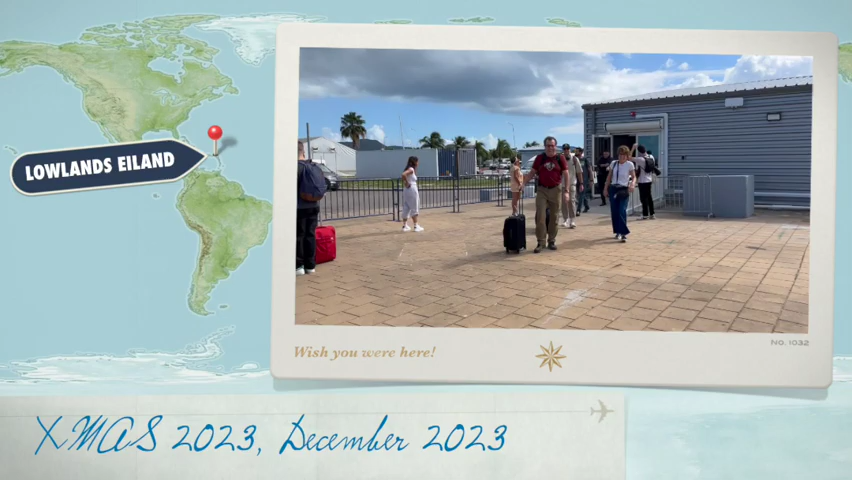 LOWLANDS EILAND
Wish you were here!
NO. 1032
XMAS 2023, December 2023